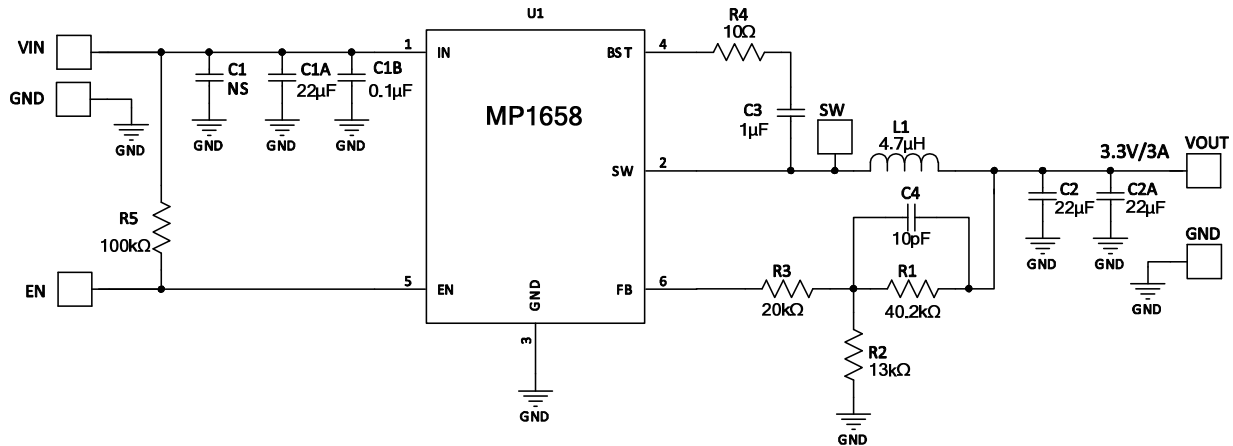 U1
VIN
1
IN
BST
4
R4
10Ω
C1
NS
C1A
22μF
C1B
0.1μF
GND
GND
GND
GND
GND
MP1658
C3
1μF
SW
SW
2
L1
4.7μH
3.3V/3A
VOUT
C2
22μF
C2A
22μF
GND
GND
GND
GND
C4
10pF
R5
100kΩ
EN
5
EN
GND
3
GND
FB
6
R3
20kΩ
R1
40.2kΩ
R2
13kΩ
GND